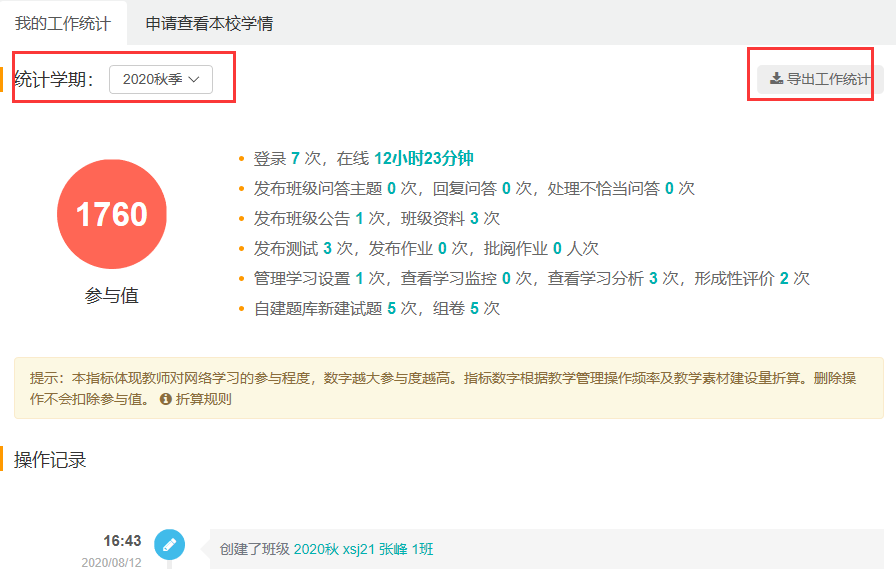 我的工作统计 申请查看本校学情
统计学期： 2020秋季 导出工作统计
登录 7 次，在线 12小时23分钟
发布班级问答主题 0 次，回复问答 0 次，处理不恰当问答 0 次
发布班级公告 1 次，班级资料 3 次
发布测试 3 次，发布作业 0 次，批阅作业 0 人次
管理学习设置 1 次，查看学习监控 0 次，查看学习分析 3 次，形成性评价 2 次
自建题库新建试题 5 次，组卷 5 次
1760
参与值
提示：本指标体现教师对网络学习的参与程度，数字越大参与度越高。指标数字根据教学管理操作频率及教学素材建设量折算。删除操
作不会扣除参与值。 折算规则
操作记录
16:43
2020/08/12
创建了班级 2020秋 xsj21 张峰 1班